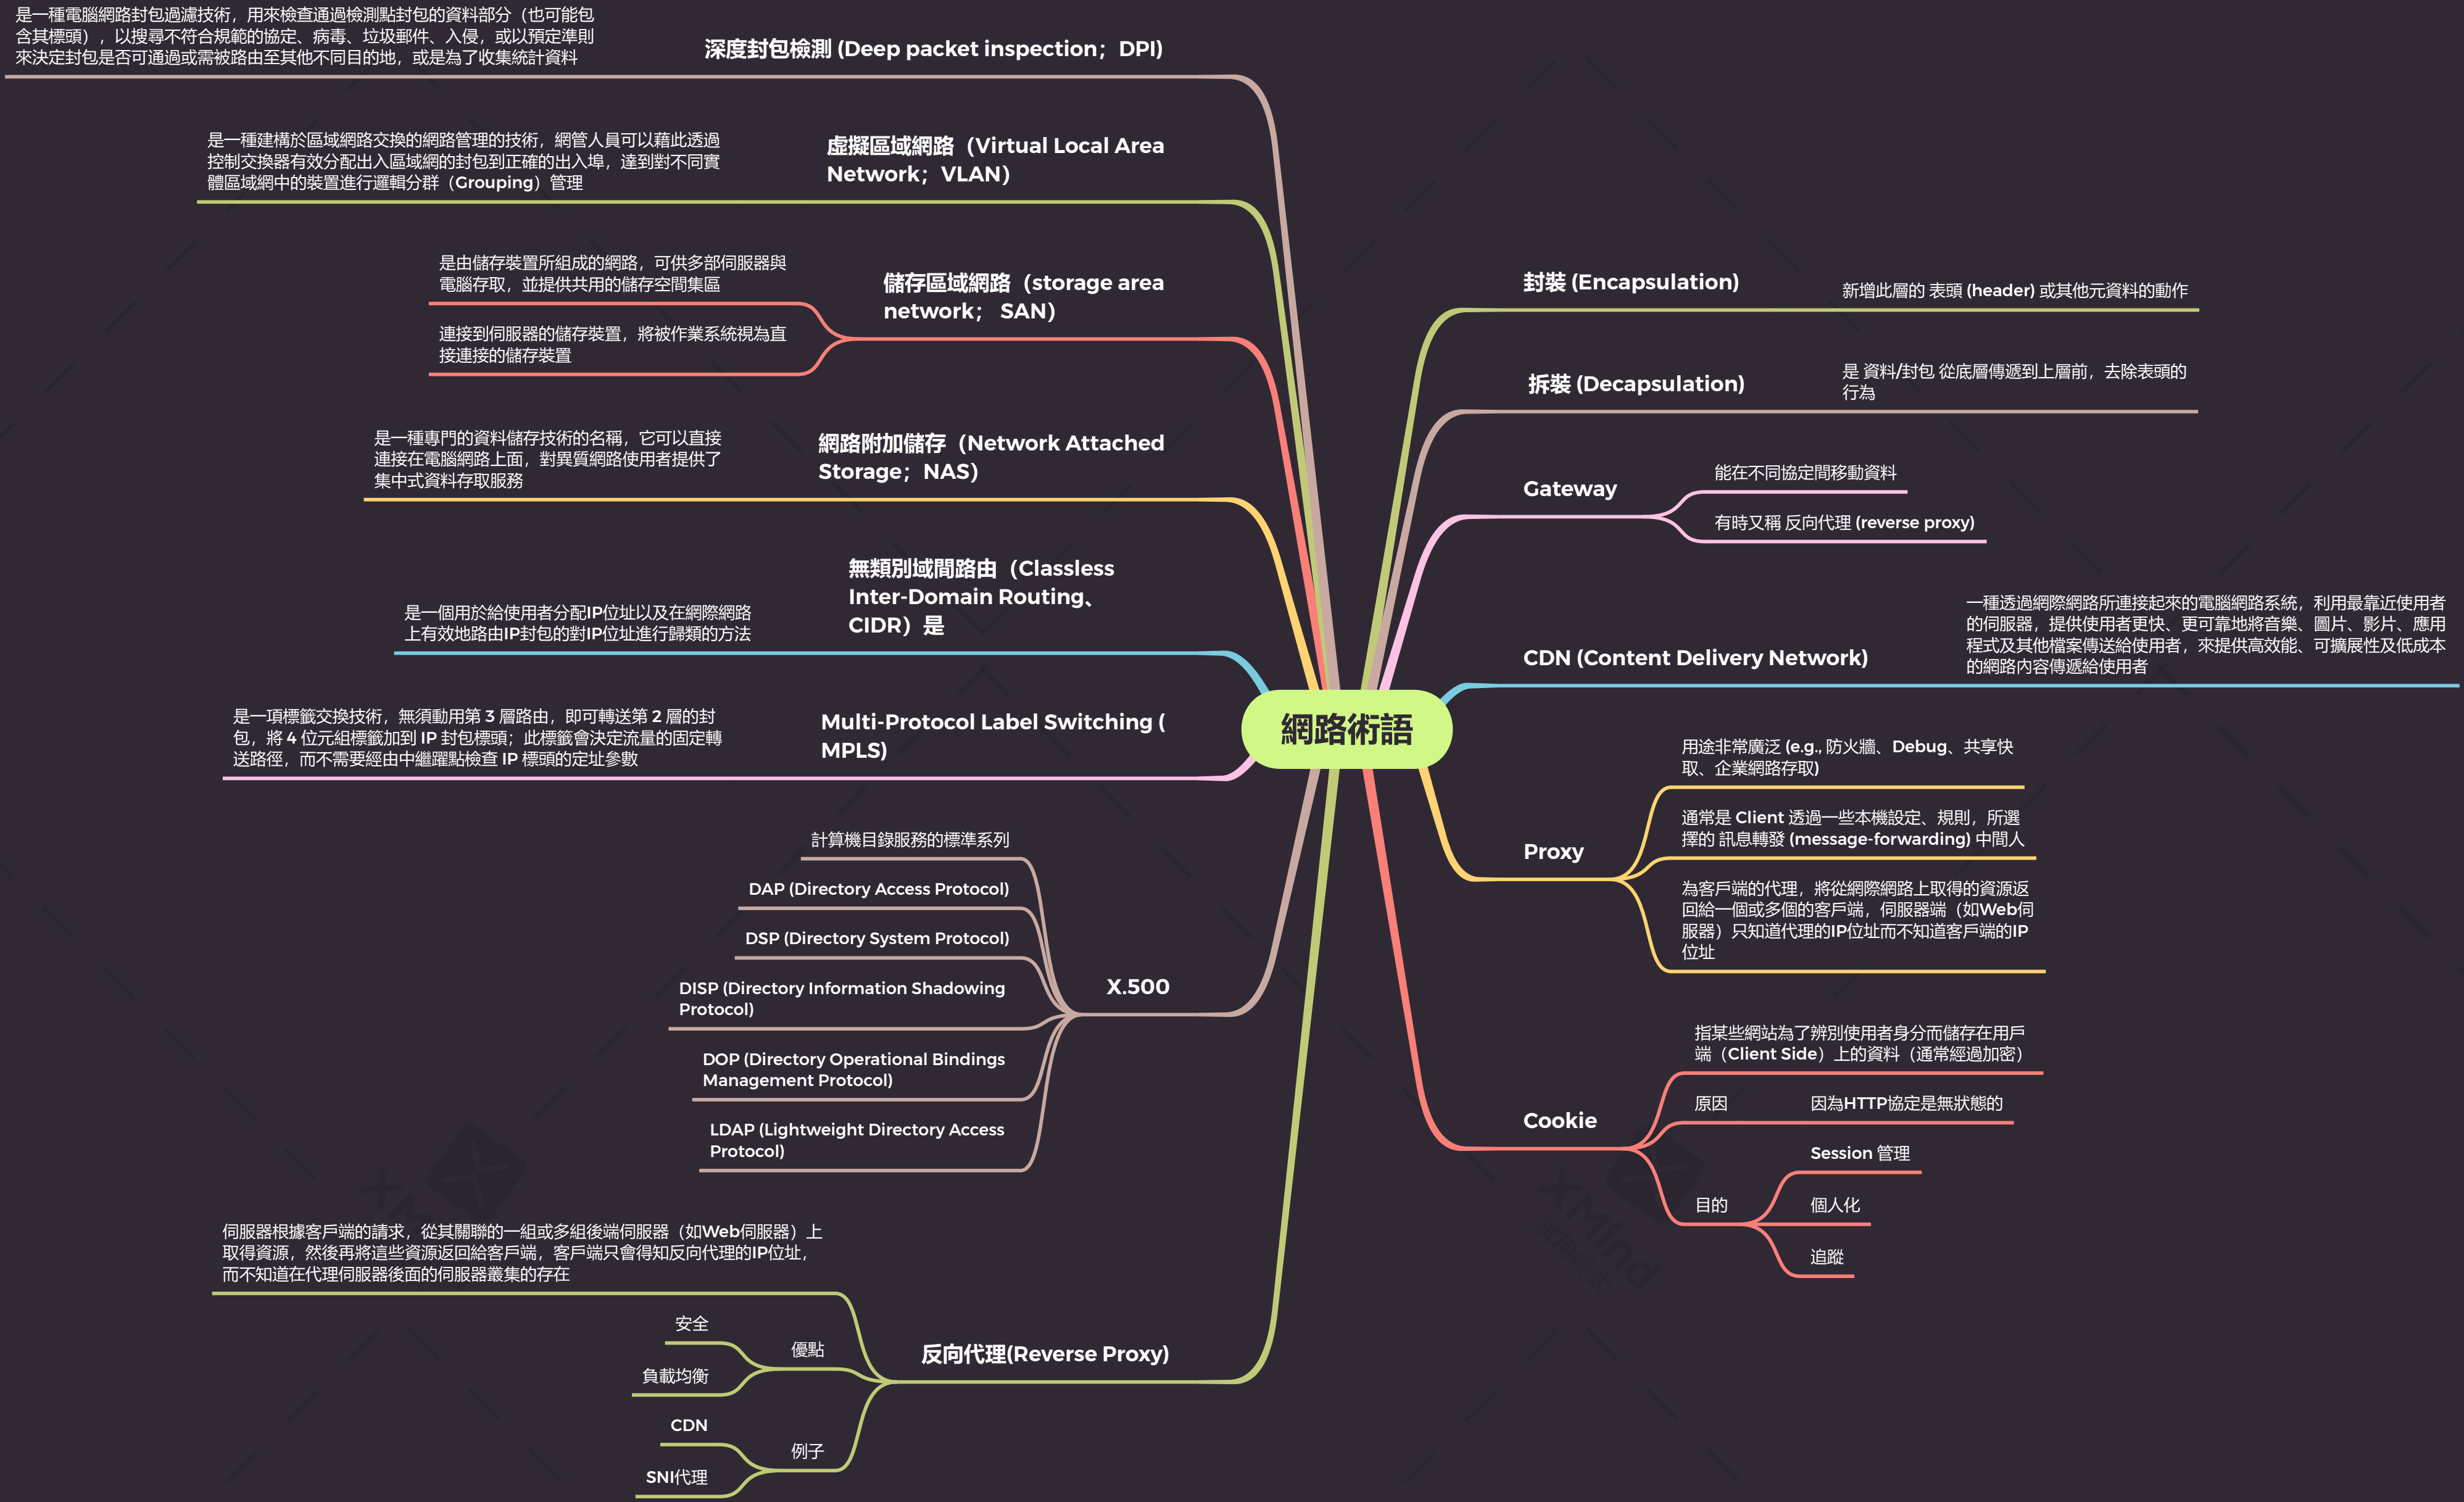 網路術語
封裝 (Encapsulation)
新增此層的 表頭 (header) 或其他元資料的動作
拆裝 (Decapsulation)
是 資料/封包 從底層傳遞到上層前，去除表頭的
行為
Gateway
能在不同協定間移動資料
有時又稱 反向代理 (reverse proxy)
CDN (Content Delivery Network)
一種透過網際網路所連接起來的電腦網路系統，利用最靠近使用者
的伺服器，提供使用者更快、更可靠地將音樂、圖片、影片、應用
程式及其他檔案傳送給使用者，來提供高效能、可擴展性及低成本
的網路內容傳遞給使用者
Proxy
用途非常廣泛 (e.g., 防火牆、Debug、共享快
取、企業網路存取)
通常是 Client 透過一些本機設定、規則，所選
擇的 訊息轉發 (message-forwarding) 中間人
為客戶端的代理，將從網際網路上取得的資源返
回給一個或多個的客戶端，伺服器端（如Web伺
服器）只知道代理的IP位址而不知道客戶端的IP
位址
Cookie
指某些網站為了辨別使用者身分而儲存在用戶
端（Client Side）上的資料（通常經過加密）
原因
因為HTTP協定是無狀態的
目的
Session 管理
個人化
追蹤
深度封包檢測 (Deep packet inspection；DPI)
是一種電腦網路封包過濾技術，用來檢查通過檢測點封包的資料部分（也可能包
含其標頭），以搜尋不符合規範的協定、病毒、垃圾郵件、入侵，或以預定準則
來決定封包是否可通過或需被路由至其他不同目的地，或是為了收集統計資料
虛擬區域網路（Virtual Local Area
Network；VLAN）
是一種建構於區域網路交換的網路管理的技術，網管人員可以藉此透過
控制交換器有效分配出入區域網的封包到正確的出入埠，達到對不同實
體區域網中的裝置進行邏輯分群（Grouping）管理
儲存區域網路（storage area
network； SAN）
是由儲存裝置所組成的網路，可供多部伺服器與
電腦存取，並提供共用的儲存空間集區
連接到伺服器的儲存裝置，將被作業系統視為直
接連接的儲存裝置
網路附加儲存（Network Attached
Storage；NAS）
是一種專門的資料儲存技術的名稱，它可以直接
連接在電腦網路上面，對異質網路使用者提供了
集中式資料存取服務
無類別域間路由（Classless
Inter-Domain Routing、
CIDR）是
是一個用於給使用者分配IP位址以及在網際網路
上有效地路由IP封包的對IP位址進行歸類的方法
Multi-Protocol Label Switching (
MPLS)
是一項標籤交換技術，無須動用第 3 層路由，即可轉送第 2 層的封
包，將 4 位元組標籤加到 IP 封包標頭；此標籤會決定流量的固定轉
送路徑，而不需要經由中繼躍點檢查 IP 標頭的定址參數
X.500
計算機目錄服務的標準系列
DAP (Directory Access Protocol)
DSP (Directory System Protocol)
DISP (Directory Information Shadowing
Protocol)
DOP (Directory Operational Bindings
Management Protocol)
LDAP (Lightweight Directory Access
Protocol)
反向代理(Reverse Proxy)
伺服器根據客戶端的請求，從其關聯的一組或多組後端伺服器（如Web伺服器）上
取得資源，然後再將這些資源返回給客戶端，客戶端只會得知反向代理的IP位址，
而不知道在代理伺服器後面的伺服器叢集的存在
優點
安全
負載均衡
例子
CDN
SNI代理
XMind
試用模式
XM